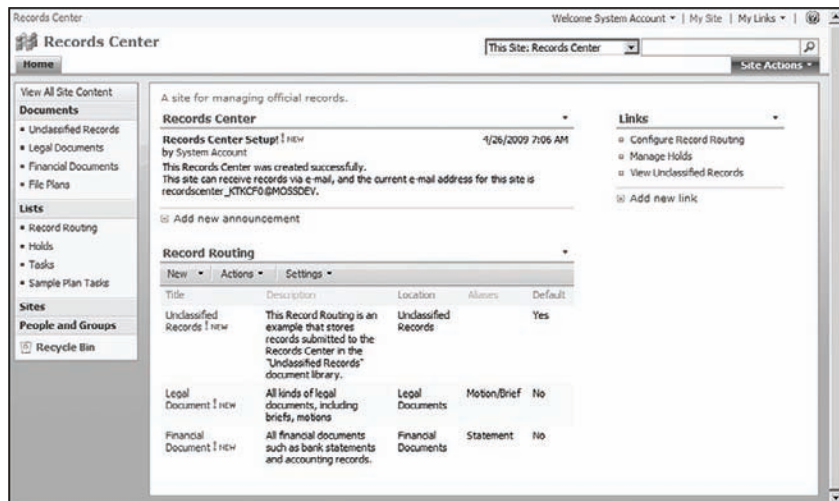 Records Center
Welcome System Account | My Site | My Links
Records Center
This Site: Records Center
Home
Site Actions
View All Site Content
Documents
Unclassified Records
Legal Documents
Financial Documents
File Plans
Lists
Record Routing
Holds
Tasks
Sample Plan Tasks
Sites
People and Groups
Recycle Bin
A site for managing official records.
Records Center
Records Center Setup! NEW 4/26/2009 7:06 AM
by System Account
This Records Center was created successfully.
This site can receive records via e-mail, and the current e-mail address for this site is
recordscenter_KTKCF0@MOSSDEV.
Add new announcement
Record Routing
New Actions Settings
Title Description Location Aliases Default
Unclassified This Record Routing is an Unclassified Yes
Records ! NEW example that stores Records
records submitted to the
Records Center in the
"Unclassified Records"
document library.
Legal All kinds of legal Legal Motion/Brief No
Document ! NEW documents, including Documents
briefs, motions
Financial All financial documents Financial Statement No
Document ! NEW such as bank statements Documents
and accounting records.
Links
Configure Record Routing
Manage Holds
View Unclassified Records
Add new link